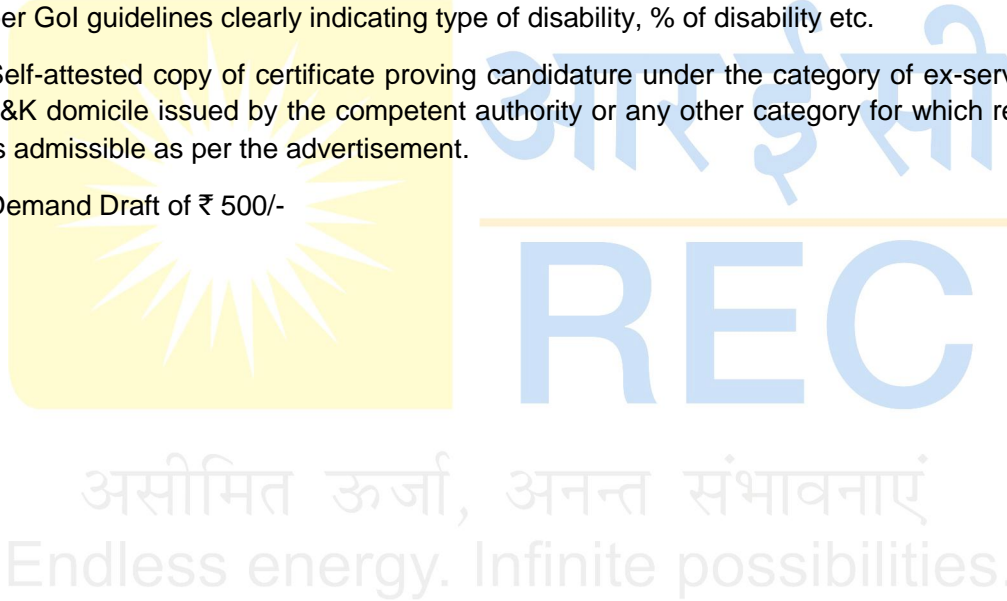 er GoI guidelines clearly indicating type of disability, % of disability etc.
Self-attested copy of certificate proving candidature under the category of ex-serv
&K domicile issued by the competent authority or any other category for which re
s admissible as per the advertisement.
Demand Draft of ₹ 500/-
आर ई सी
REC
असीमित ऊर्जा, अनन्त संभावनाएं
Endless energy. Infinite possibilities.